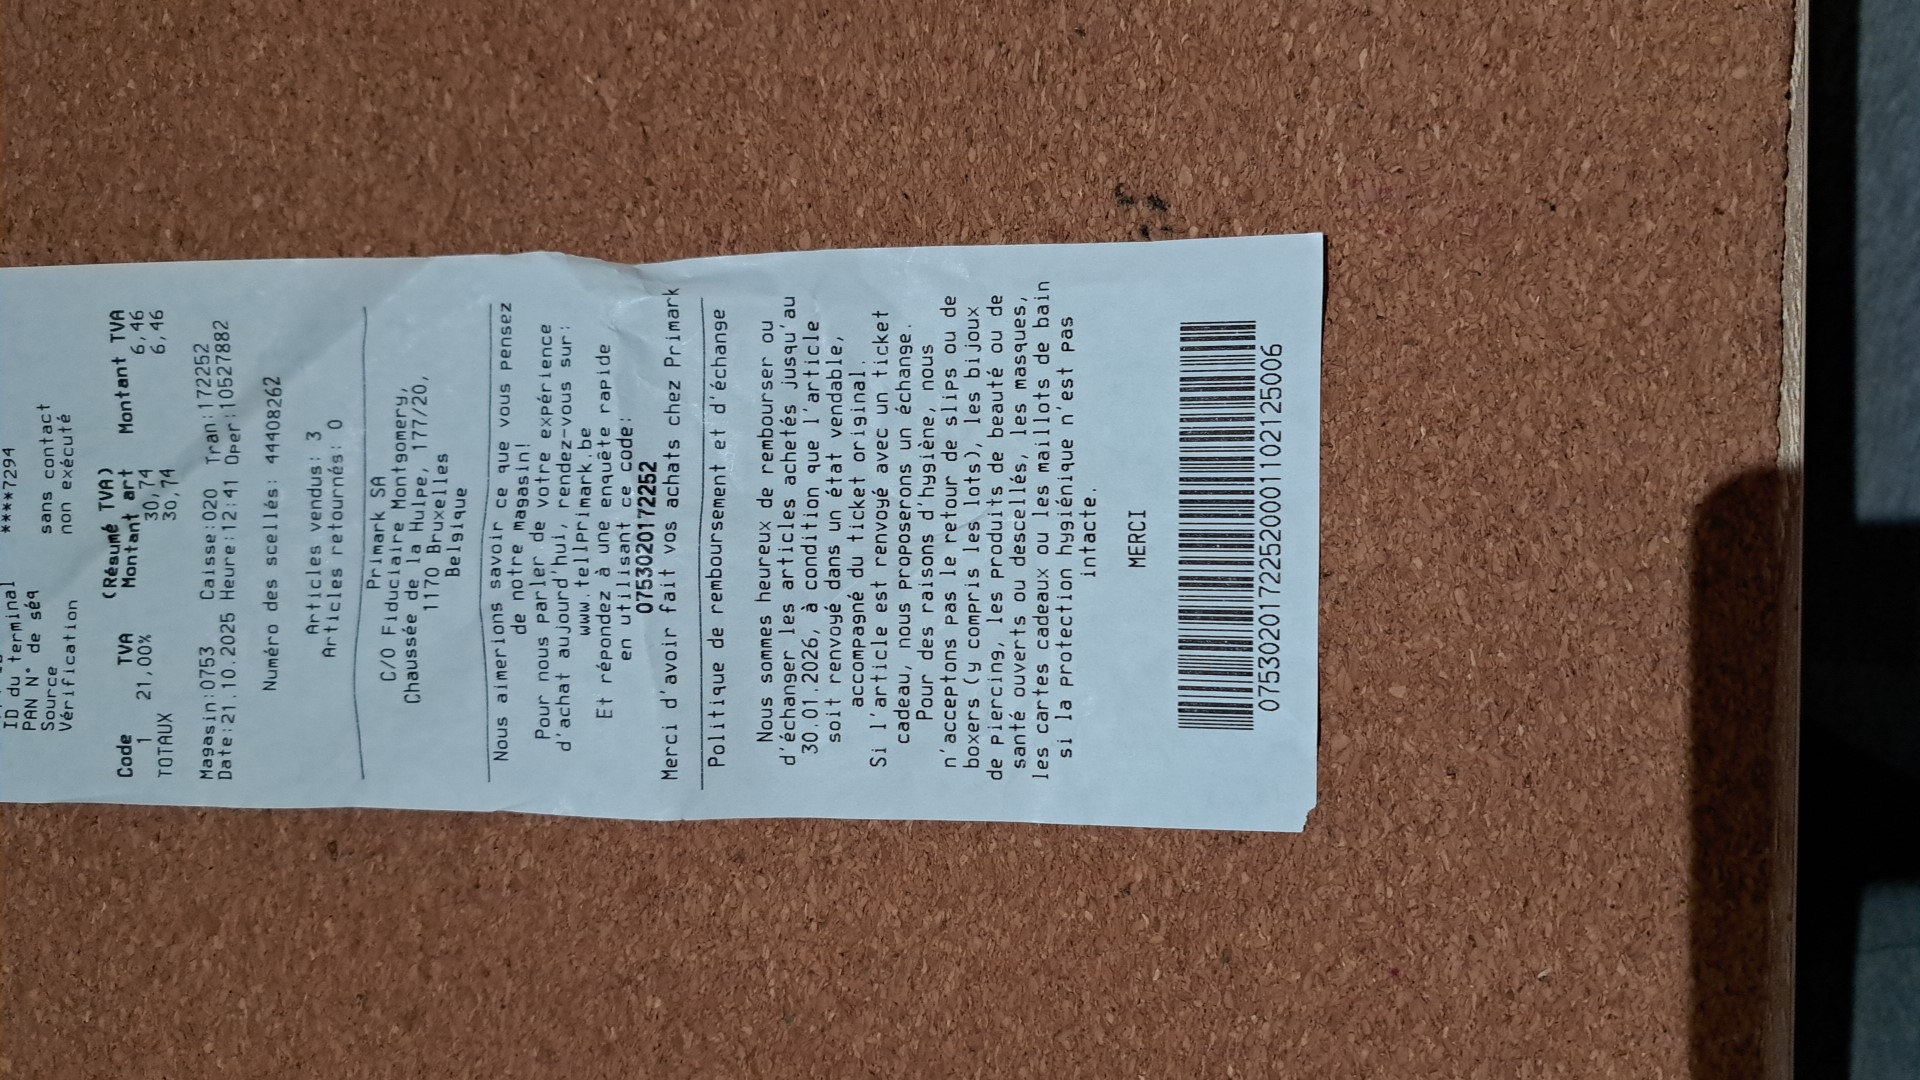 ID du terminal ****7294
PAN N° de séq
Source sans contact
Vérification non exécuté
(Résumé TVA)
Code TVA Montant art Montant TVA
1 21,00% 30,74 6,46
TOTAUX 30,74 6,46
Magasin:0753 Caisse:020 Tran:172252
Date:21.10.2025 Heure:12:41 Oper:10527882
Numéro des scellés: 44408262
Articles vendus: 3
Articles retournés: 0
Primark SA
C/O Fiduciaire Montgomery,
Chaussée de la Hulpe, 177/20,
1170 Bruxelles
Belgique
Nous aimerions savoir ce que vous pensez
de notre magasin!
Pour nous parler de votre expérience
d'achat aujourd'hui, rendez-vous sur:
www.tellprimark.be
Et répondez à une enquête rapide
en utilisant ce code:
0753020172252
Merci d'avoir fait vos achats chez Primark
Politique de remboursement et d'échange
Nous sommes heureux de rembourser ou
d'échanger les articles achetés jusqu'au
30.01.2026, à condition que l'article
soit renvoyé dans un état vendable,
accompagné du ticket original.
Si l'article est renvoyé avec un ticket
cadeau, nous proposerons un échange.
Pour des raisons d'hygiène, nous
n'acceptons pas le retour de slips ou de
boxers (y compris les lots), les bijoux
de piercing, les produits de beauté ou de
santé ouverts ou descellés, les masques,
les cartes cadeaux ou les maillots de bain
si la protection hygiénique n'est pas
intacte.
MERCI
07530201722520001102125006